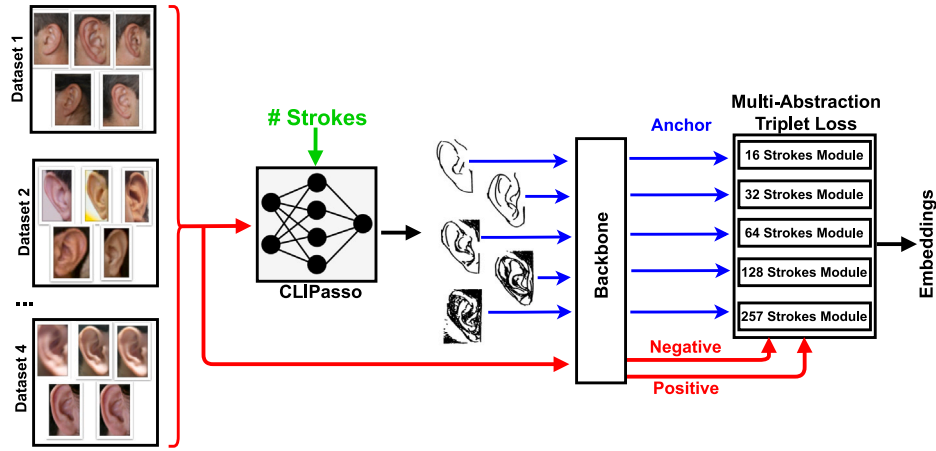 Dataset 1
Dataset 2
...
Dataset 4
# Strokes
CLIPasso
Backbone
Anchor
Negative
Positive
Multi-Abstraction
Triplet Loss
16 Strokes Module
32 Strokes Module
64 Strokes Module
128 Strokes Module
257 Strokes Module
Embeddings